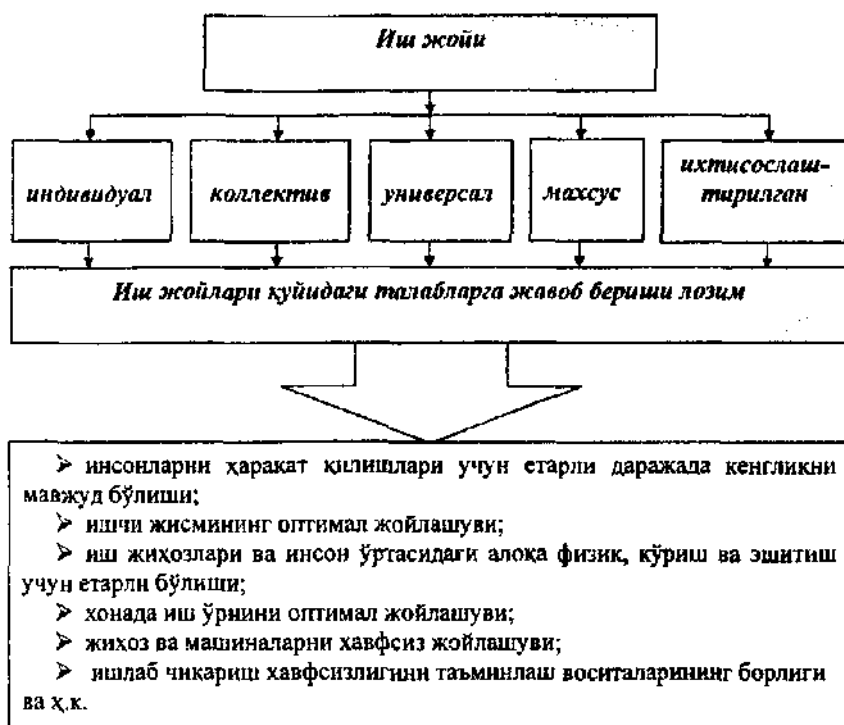 Иш жойи
индивидуал
коллектив
универсал
махсус
ихтисослаш-
тирилган
Иш жойлари қуйидаги талабларга жавоб бериши лозим
➢ инсонларни ҳаракат қилишлари учун етарли даражада кенгликни
мавжуд бўлиши;
➢ ишчи жисмининг оптимал жойлашуви;
➢ иш жиҳозлари ва инсон ўртасидаги алоқа физик, кўриш ва эшитиш
учун етарли бўлиши;
➢ хонада иш ўрнини оптимал жойлашуви;
➢ жиҳоз ва машиналарни хавфсиз жойлашуви;
➢ ишлаб чиқариш хавфсизлигини таъминлаш воситаларининг борлиги
ва ҳ.к.